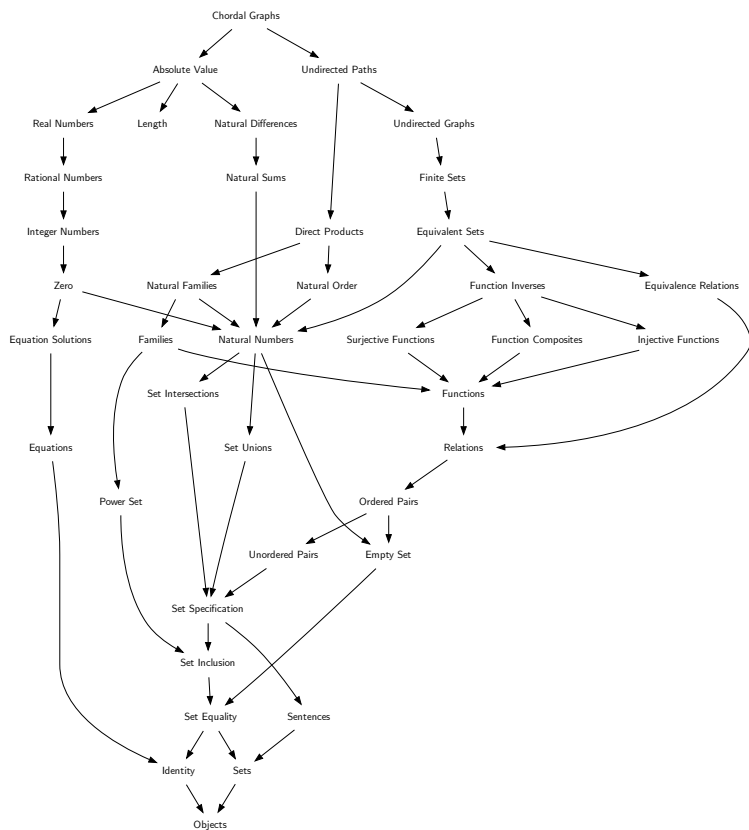 Chordal Graphs
Absolute Value
Undirected Paths
Real Numbers
Length
Natural Differences
Undirected Graphs
Rational Numbers
Natural Sums
Finite Sets
Integer Numbers
Direct Products
Equivalent Sets
Zero
Natural Families
Natural Order
Function Inverses
Equivalence Relations
Equation Solutions
Families
Natural Numbers
Surjective Functions
Function Composites
Injective Functions
Set Intersections
Functions
Equations
Set Unions
Relations
Power Set
Ordered Pairs
Unordered Pairs
Empty Set
Set Specification
Set Inclusion
Set Equality
Sentences
Identity
Sets
Objects